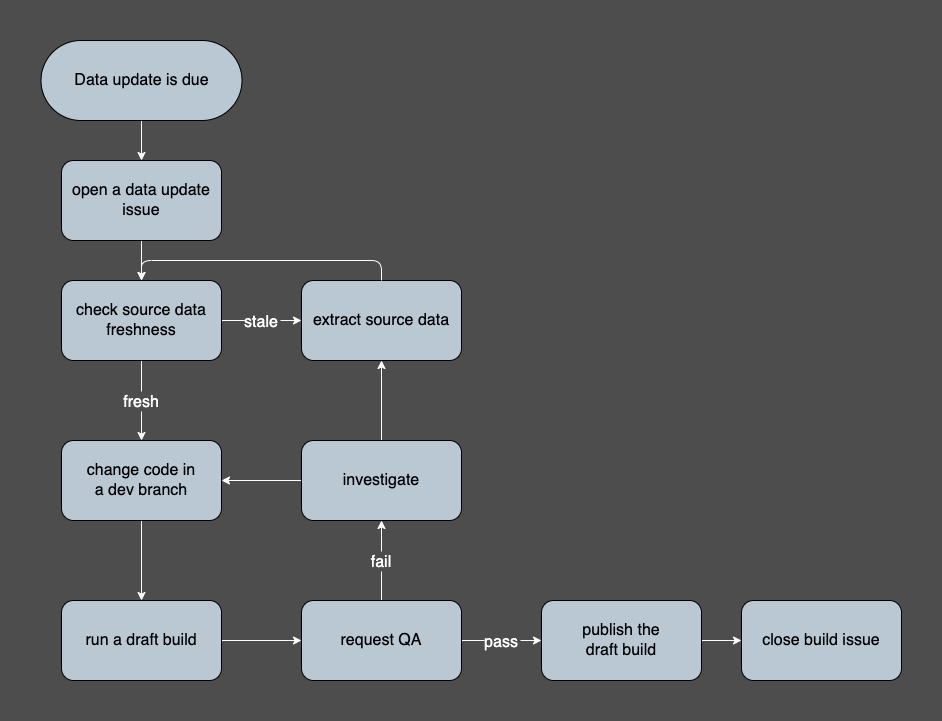 Data update is due
open a data update
issue
check source data
freshness
stale
extract source data
fresh
change code in
a dev branch
investigate
fail
run a draft build
request QA
pass
publish the
draft build
close build issue